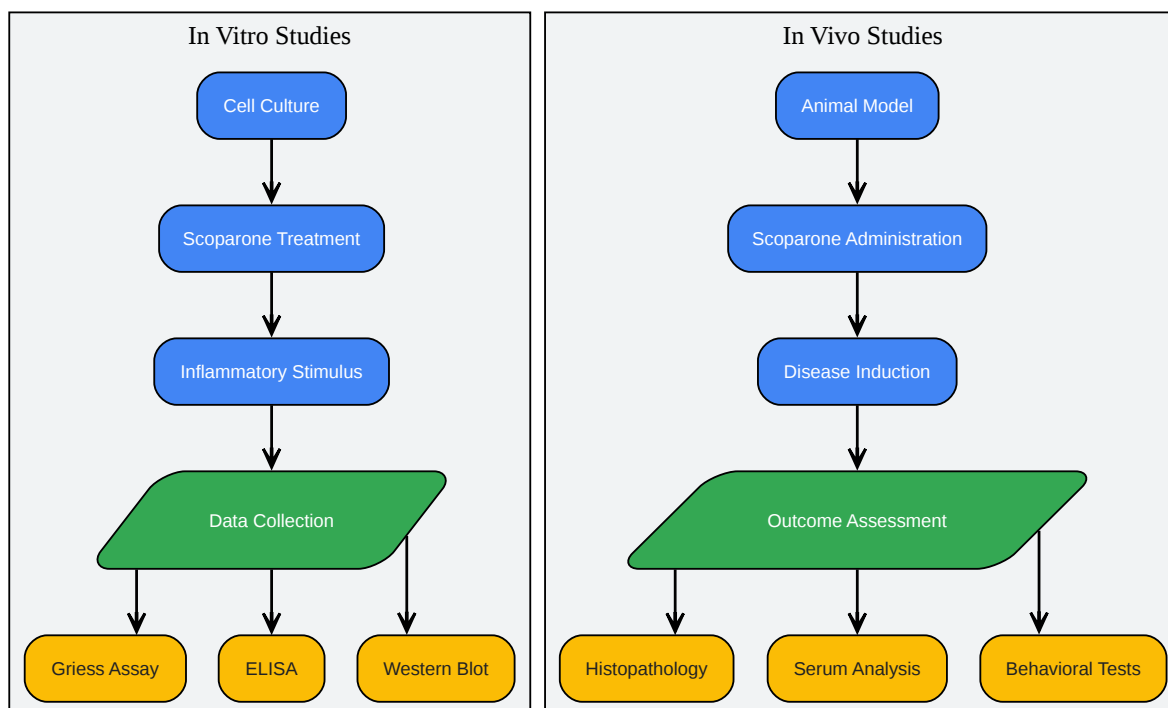 In Vitro Studies
Cell Culture
Scoparone Treatment
Inflammatory Stimulus
Data Collection
Griess Assay
ELISA
Western Blot
In Vivo Studies
Animal Model
Scoparone Administration
Disease Induction
Outcome Assessment
Histopathology
Serum Analysis
Behavioral Tests